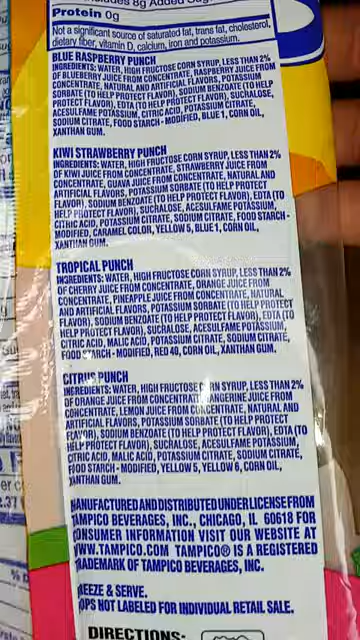 Includes 8g Added Sug
Protein 0g
Not a significant source of saturated fat, trans fat, cholesterol,
dietary fiber, vitamin D, calcium, iron and potassium.
BLUE RASPBERRY PUNCH
INGREDIENTS: WATER, HIGH FRUCTOSE CORN SYRUP, LESS THAN 2%
OF BLUEBERRY JUICE FROM CONCENTRATE, RASPBERRY JUICE FROM
CONCENTRATE, NATURAL AND ARTIFICIAL FLAVORS, POTASSIUM
SORBATE (TO HELP PROTECT FLAVOR), SODIUM BENZOATE (TO HELP
PROTECT FLAVOR), EDTA (TO HELP PROTECT FLAVOR), SUCRALOSE,
ACESULFAME POTASSIUM, CITRIC ACID, POTASSIUM CITRATE,
SODIUM CITRATE, FOOD STARCH - MODIFIED, BLUE 1, CORN OIL,
XANTHAN GUM.
KIWI STRAWBERRY PUNCH
INGREDIENTS: WATER, HIGH FRUCTOSE CORN SYRUP, LESS THAN 2%
OF KIWI JUICE FROM CONCENTRATE, STRAWBERRY JUICE FROM
CONCENTRATE, GUAVA JUICE FROM CONCENTRATE, NATURAL AND
ARTIFICIAL FLAVORS, POTASSIUM SORBATE (TO HELP PROTECT
FLAVOR), SODIUM BENZOATE (TO HELP PROTECT FLAVOR), EDTA (TO
HELP PROTECT FLAVOR), SUCRALOSE, ACESULFAME POTASSIUM,
CITRIC ACID, POTASSIUM CITRATE, SODIUM CITRATE, FOOD STARCH -
MODIFIED, CARAMEL COLOR, YELLOW 5, BLUE 1, CORN OIL,
XANTHAN GUM.
TROPICAL PUNCH
INGREDIENTS: WATER, HIGH FRUCTOSE CORN SYRUP, LESS THAN 2%
OF CHERRY JUICE FROM CONCENTRATE, ORANGE JUICE FROM
CONCENTRATE, PINEAPPLE JUICE FROM CONCENTRATE, NATURAL
AND ARTIFICIAL FLAVORS, POTASSIUM SORBATE (TO HELP PROTECT
FLAVOR), SODIUM BENZOATE (TO HELP PROTECT FLAVOR), EDTA (TO
HELP PROTECT FLAVOR), SUCRALOSE, ACESULFAME POTASSIUM,
CITRIC ACID, MALIC ACID, POTASSIUM CITRATE, SODIUM CITRATE,
FOOD STARCH - MODIFIED, RED 40, CORN OIL, XANTHAN GUM.
CITRUS PUNCH
INGREDIENTS: WATER, HIGH FRUCTOSE CORN SYRUP, LESS THAN 2%
OF ORANGE JUICE FROM CONCENTRATE, TANGERINE JUICE FROM
CONCENTRATE, LEMON JUICE FROM CONCENTRATE, NATURAL AND
ARTIFICIAL FLAVORS, POTASSIUM SORBATE (TO HELP PROTECT
FLAVOR), SODIUM BENZOATE (TO HELP PROTECT FLAVOR), EDTA (TO
HELP PROTECT FLAVOR), SUCRALOSE, ACESULFAME POTASSIUM,
CITRIC ACID, MALIC ACID, POTASSIUM CITRATE, SODIUM CITRATE,
FOOD STARCH - MODIFIED, YELLOW 5, YELLOW 6, CORN OIL,
XANTHAN GUM.
MANUFACTURED AND DISTRIBUTED UNDER LICENSE FROM
TAMPICO BEVERAGES, INC., CHICAGO, IL 60618 FOR
CONSUMER INFORMATION VISIT OUR WEBSITE AT
WWW.TAMPICO.COM TAMPICO® IS A REGISTERED
TRADEMARK OF TAMPICO BEVERAGES, INC.
FREEZE & SERVE.
POPS NOT LABELED FOR INDIVIDUAL RETAIL SALE.
DIRECTIONS: